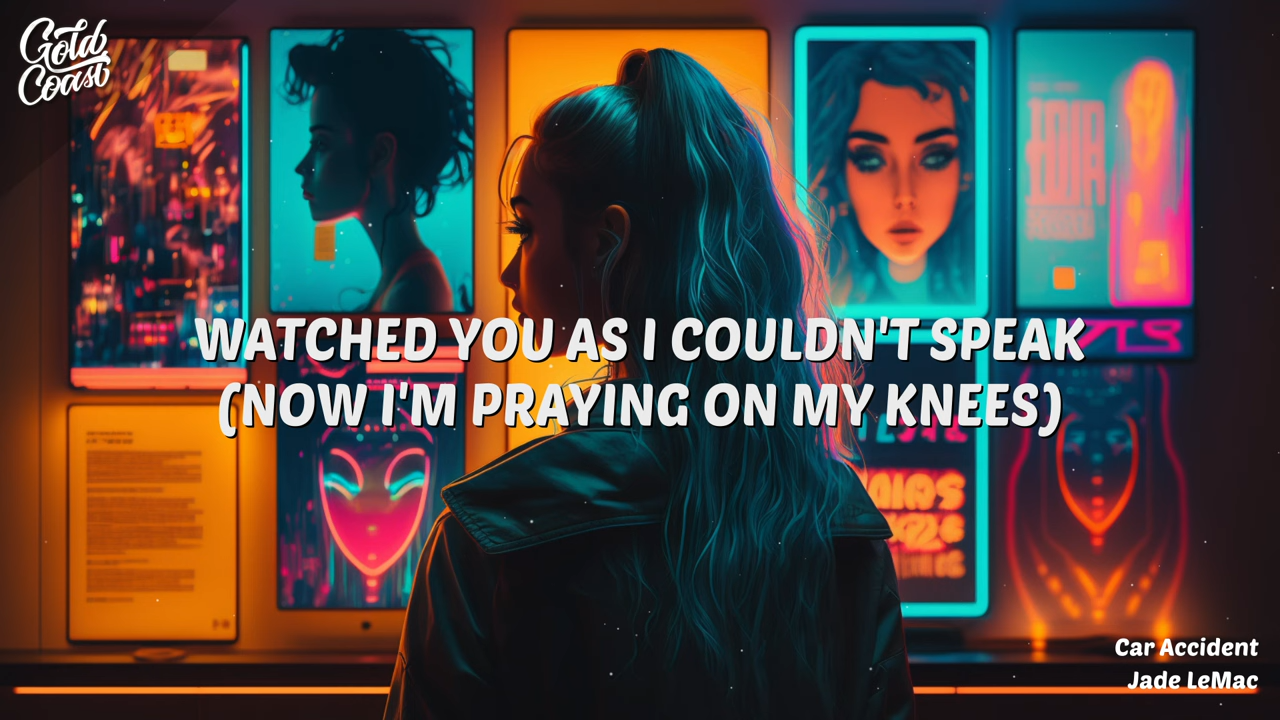 Gold
Coast
WATCHED YOU AS I COULDN'T SPEAK
(NOW I'M PRAYING ON MY KNEES)
Car Accident
Jade LeMac